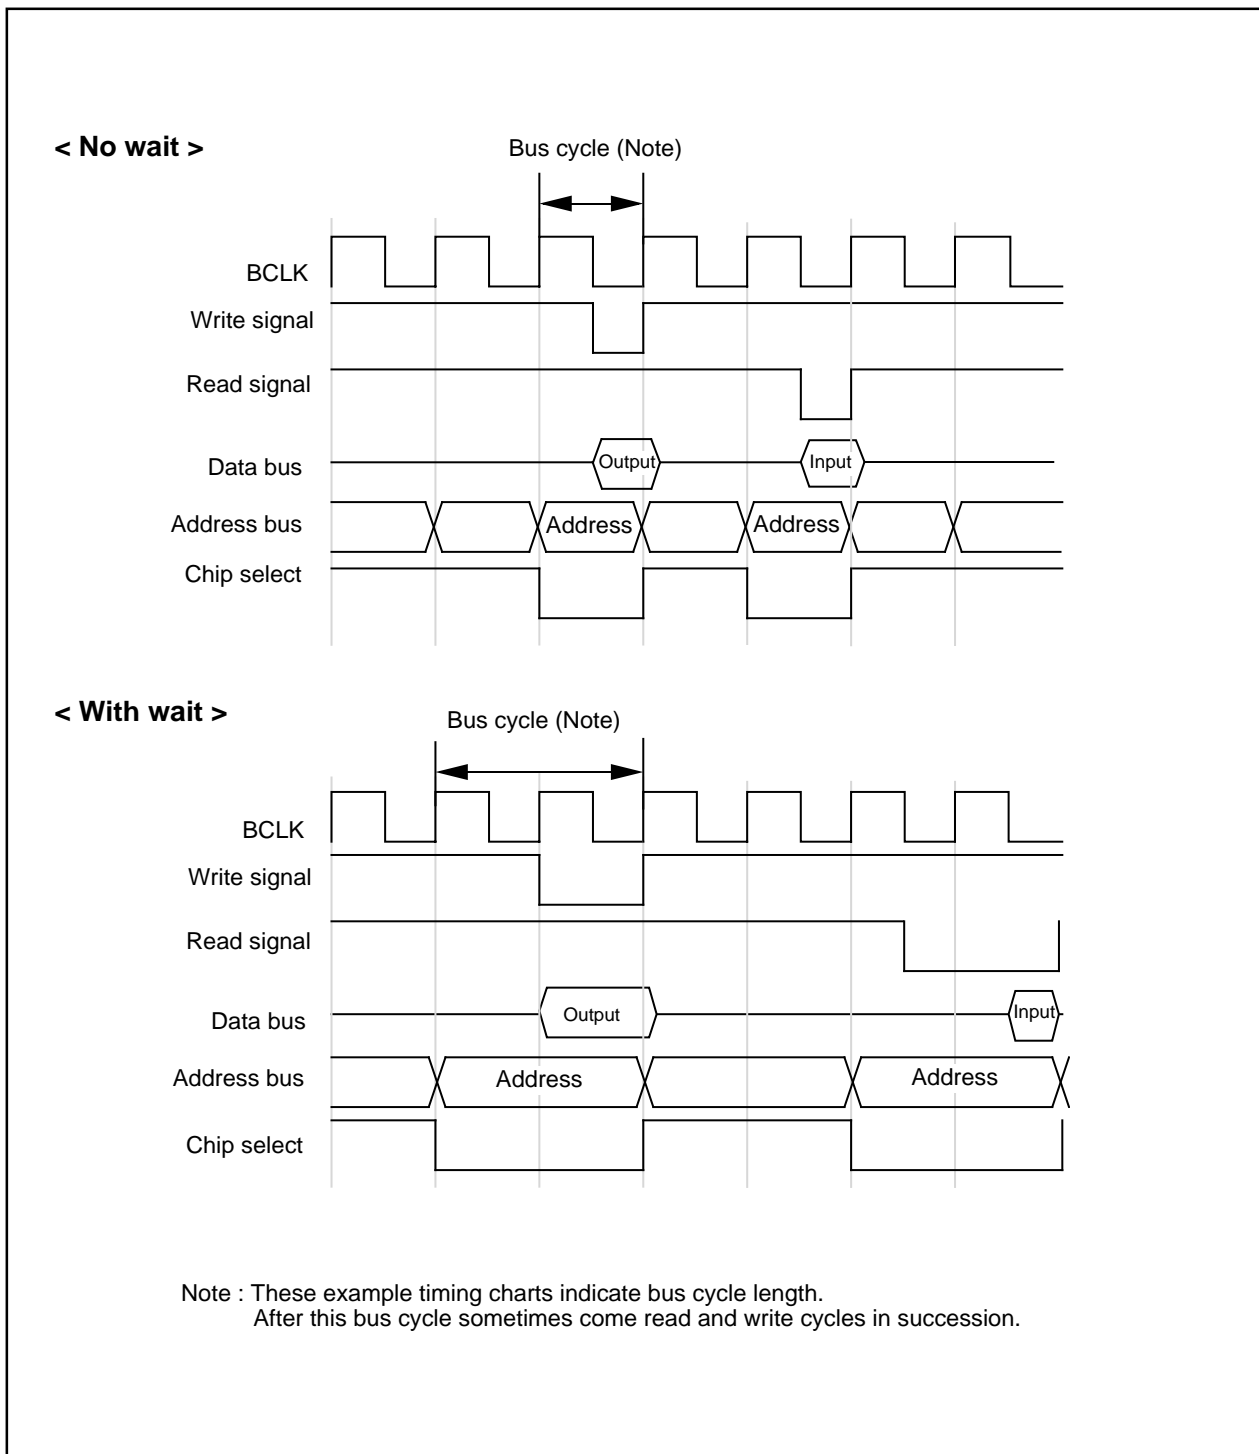 < No wait >
Bus cycle (Note)
BCLK
Write signal
Read signal
Data bus
Output
Input
Address bus
Address
Address
Chip select
< With wait >
Bus cycle (Note)
BCLK
Write signal
Read signal
Data bus
Output
Input
Address bus
Address
Address
Chip select
Note : These example timing charts indicate bus cycle length.
After this bus cycle sometimes come read and write cycles in succession.